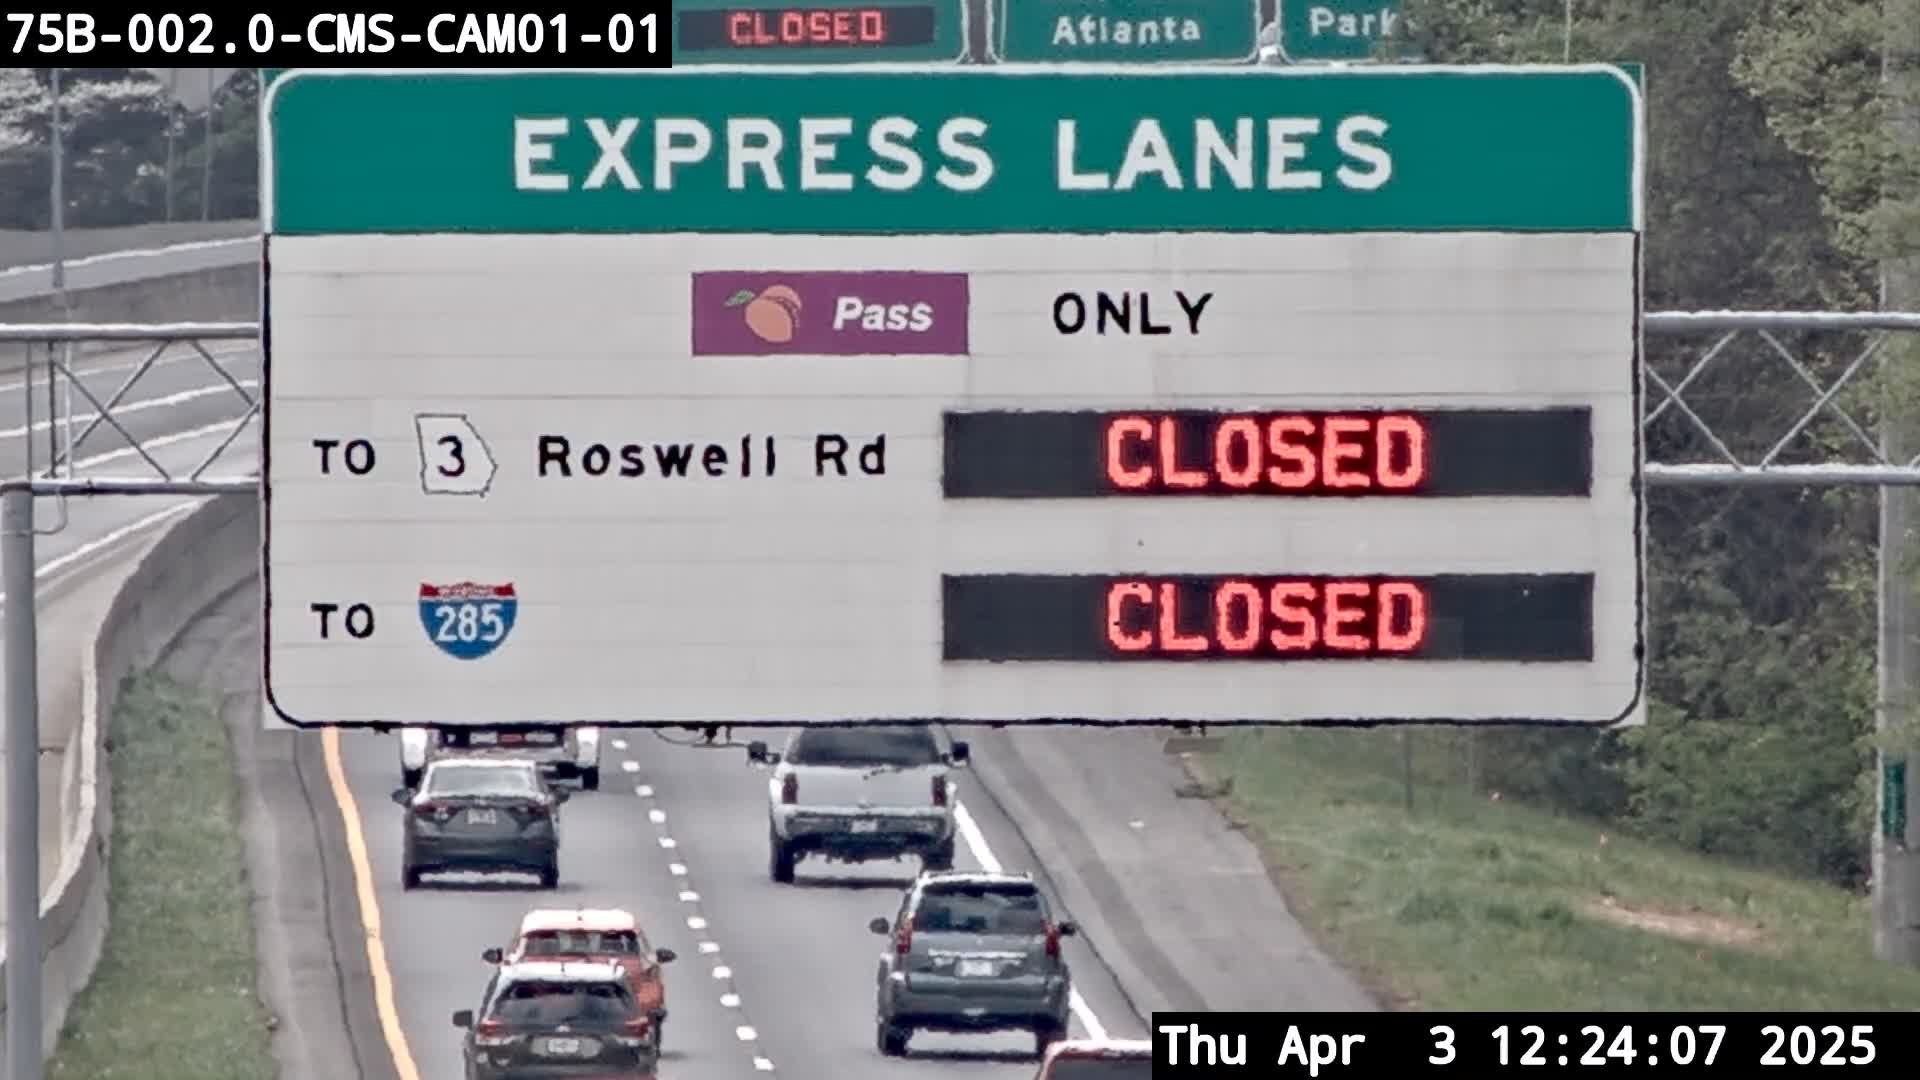 75B-002.0-CMS-CAM01-01
CLOSED
Atlanta
Park
EXPRESS LANES
Pass ONLY
TO 3 Roswell Rd CLOSED
TO 285 CLOSED
Thu Apr 3 12:24:07 2025